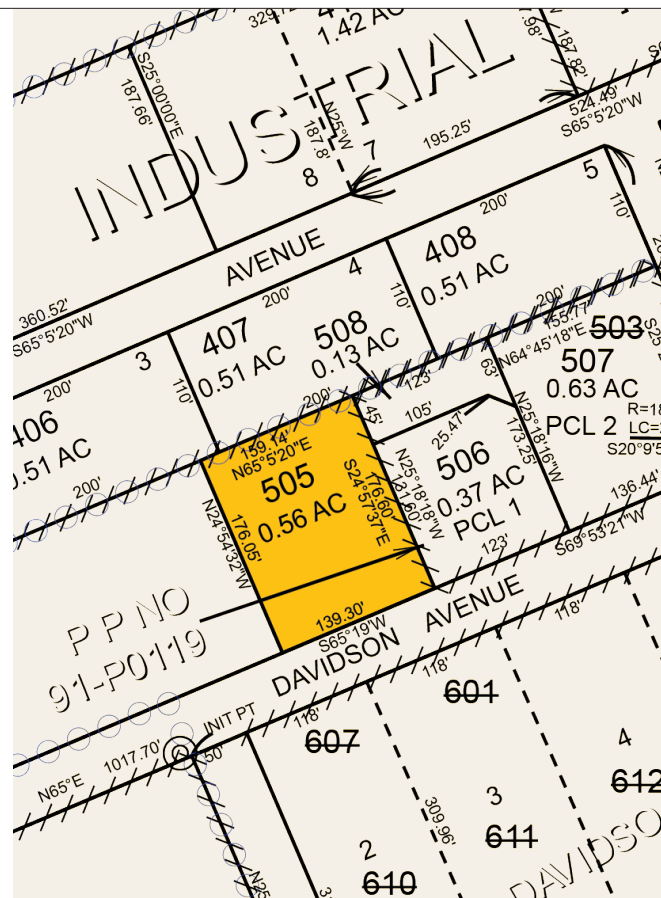 1.42 AC
187.82'
S25°00'00"E
187.66'
N25°W
187.8'
INDUSTRIAL
195.25'
524.49'
S65°5'20"W
7
8
5
AVENUE
200'
110'
360.52'
S65°5'20"W
4
408
0.51 AC
200'
110'
3
407
0.51 AC
508
0.13 AC
200'
155.77'
N64°45'18"E
503
507
0.63 AC
PCL 2
R=18
LC=2
S20°9'5
200'
110'
406
.51 AC
200'
200'
123'
63'
159.14'
N65°5'20"E
45'
105'
25.47'
N25°18'16"W
173.25'
505
0.56 AC
S24°57'37"E
176.60'
N25°18'18"W
506
0.37 AC
PCL 1
N24°54'32"W
176.05'
136.44'
S69°53'21"W
123'
139.30'
S65°19'W
P P NO
91-P0119
DAVIDSON AVENUE
118'
118'
118'
INIT PT
50'
1017.70'
N65°E
607
601
4
612
3
611
309.96'
2
610
N25
DAVIDSO